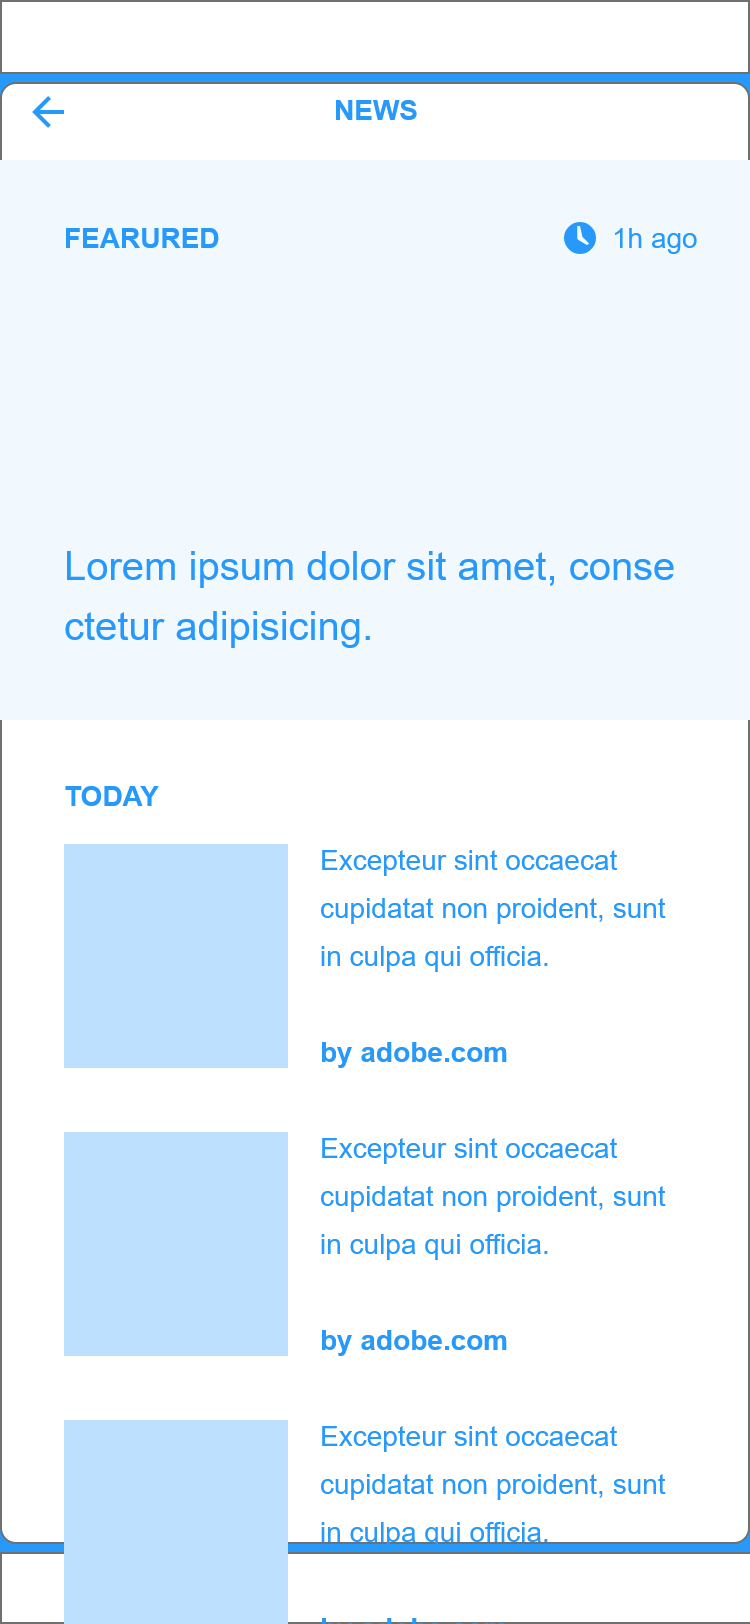 NEWS
FEARURED
1h ago
Lorem ipsum dolor sit amet, conse
ctetur adipisicing.
TODAY
Excepteur sint occaecat
cupidatat non proident, sunt
in culpa qui officia.
by adobe.com
Excepteur sint occaecat
cupidatat non proident, sunt
in culpa qui officia.
by adobe.com
Excepteur sint occaecat
cupidatat non proident, sunt
in culpa qui officia.